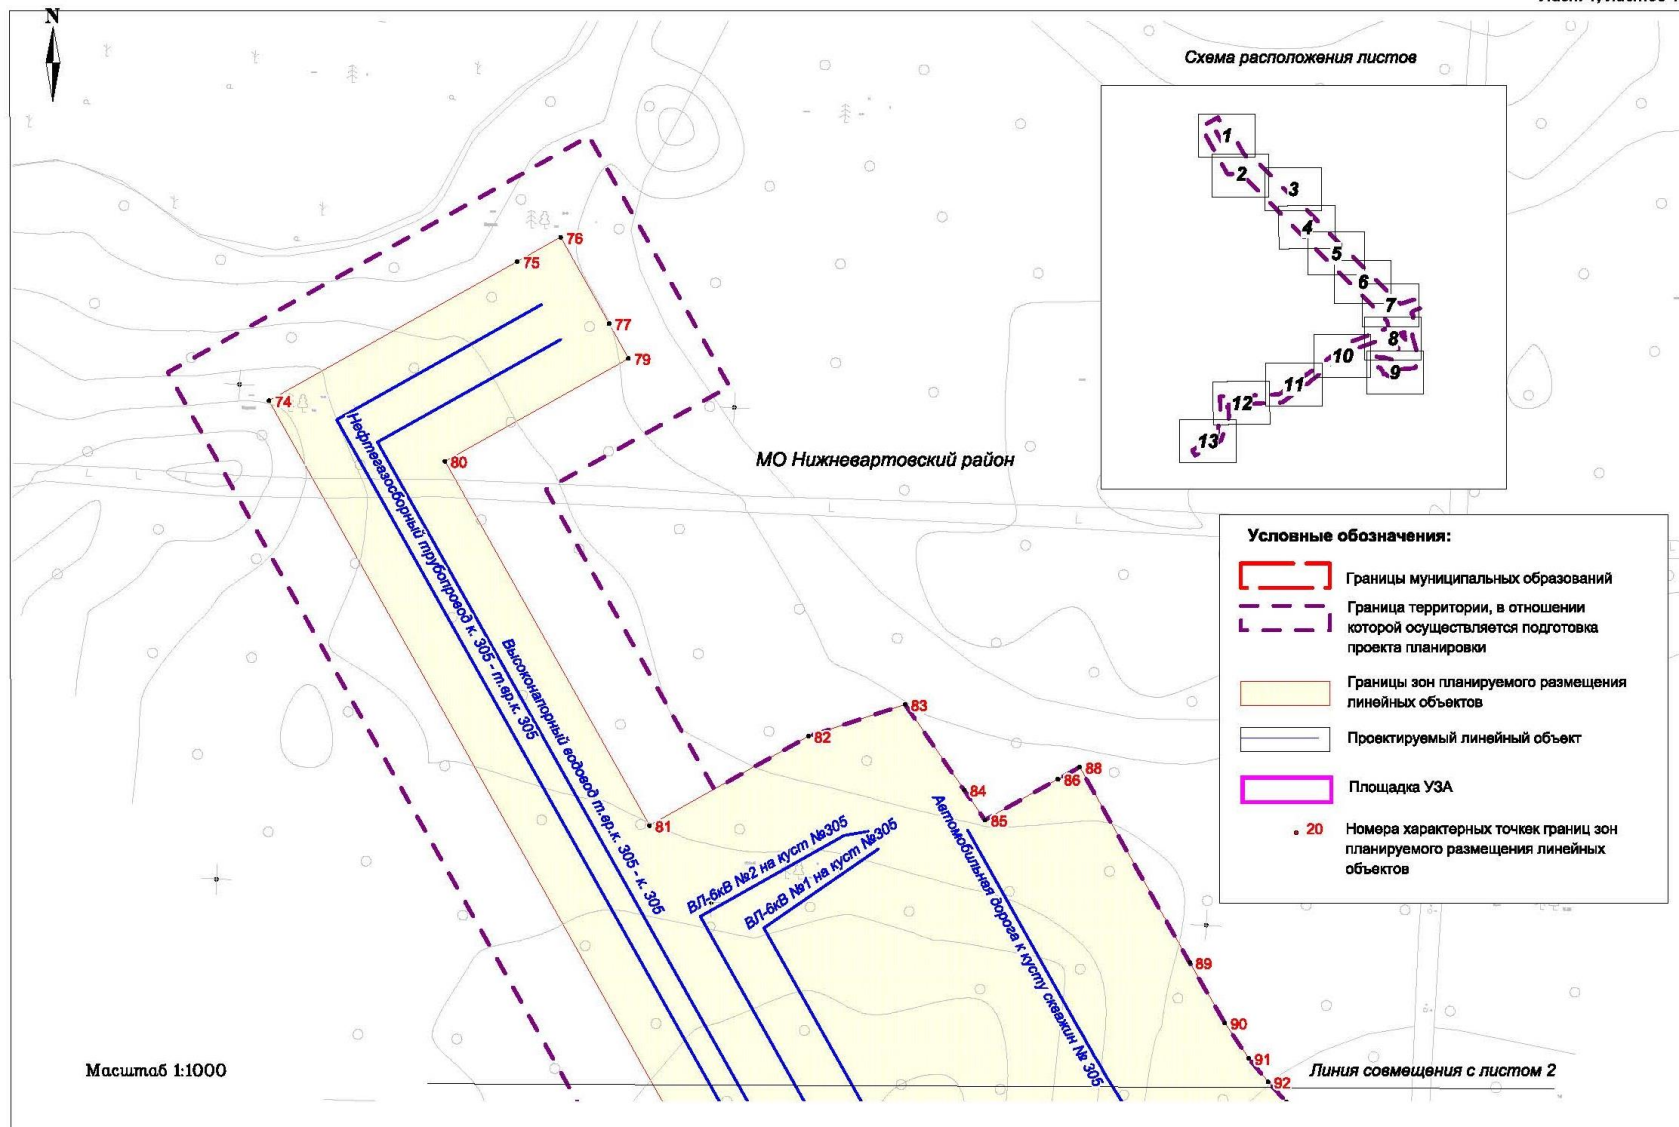 N
Схема расположения листов
1
2
3
4
5
6
7
8
9
10
11
12
13
76
75
77
79
74
80
МО Нижневартовский район
Нефтегазосборный трубопровод к. 305 - т.вр.к. 305
Высоконапорный водовод т.вр.к. 305 - к. 305
83
82
81
84
85
86
88
ВЛ-6кВ №2 на куст №305
ВЛ-6кВ №1 на куст №305
Автомобильная дорога к кусту скважин № 305
89
90
91
92
Условные обозначения:
Границы муниципальных образований
Граница территории, в отношении
которой осуществляется подготовка
проекта планировки
Границы зон планируемого размещения
линейных объектов
Проектируемый линейный объект
Площадка УЗА
20 Номера характерных точкек границ зон
планируемого размещения линейных
объектов
Масштаб 1:1000
Линия совмещения с листом 2